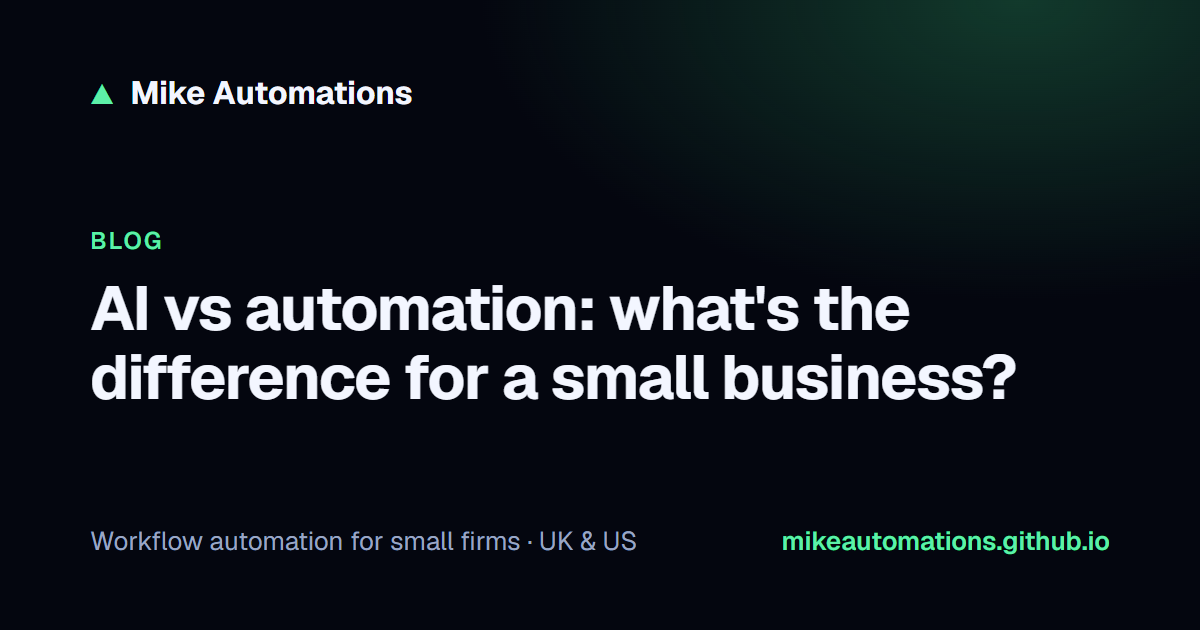 Mike Automations
BLOG
AI vs automation: what's the
difference for a small business?
Workflow automation for small firms · UK & US
mikeautomations.github.io